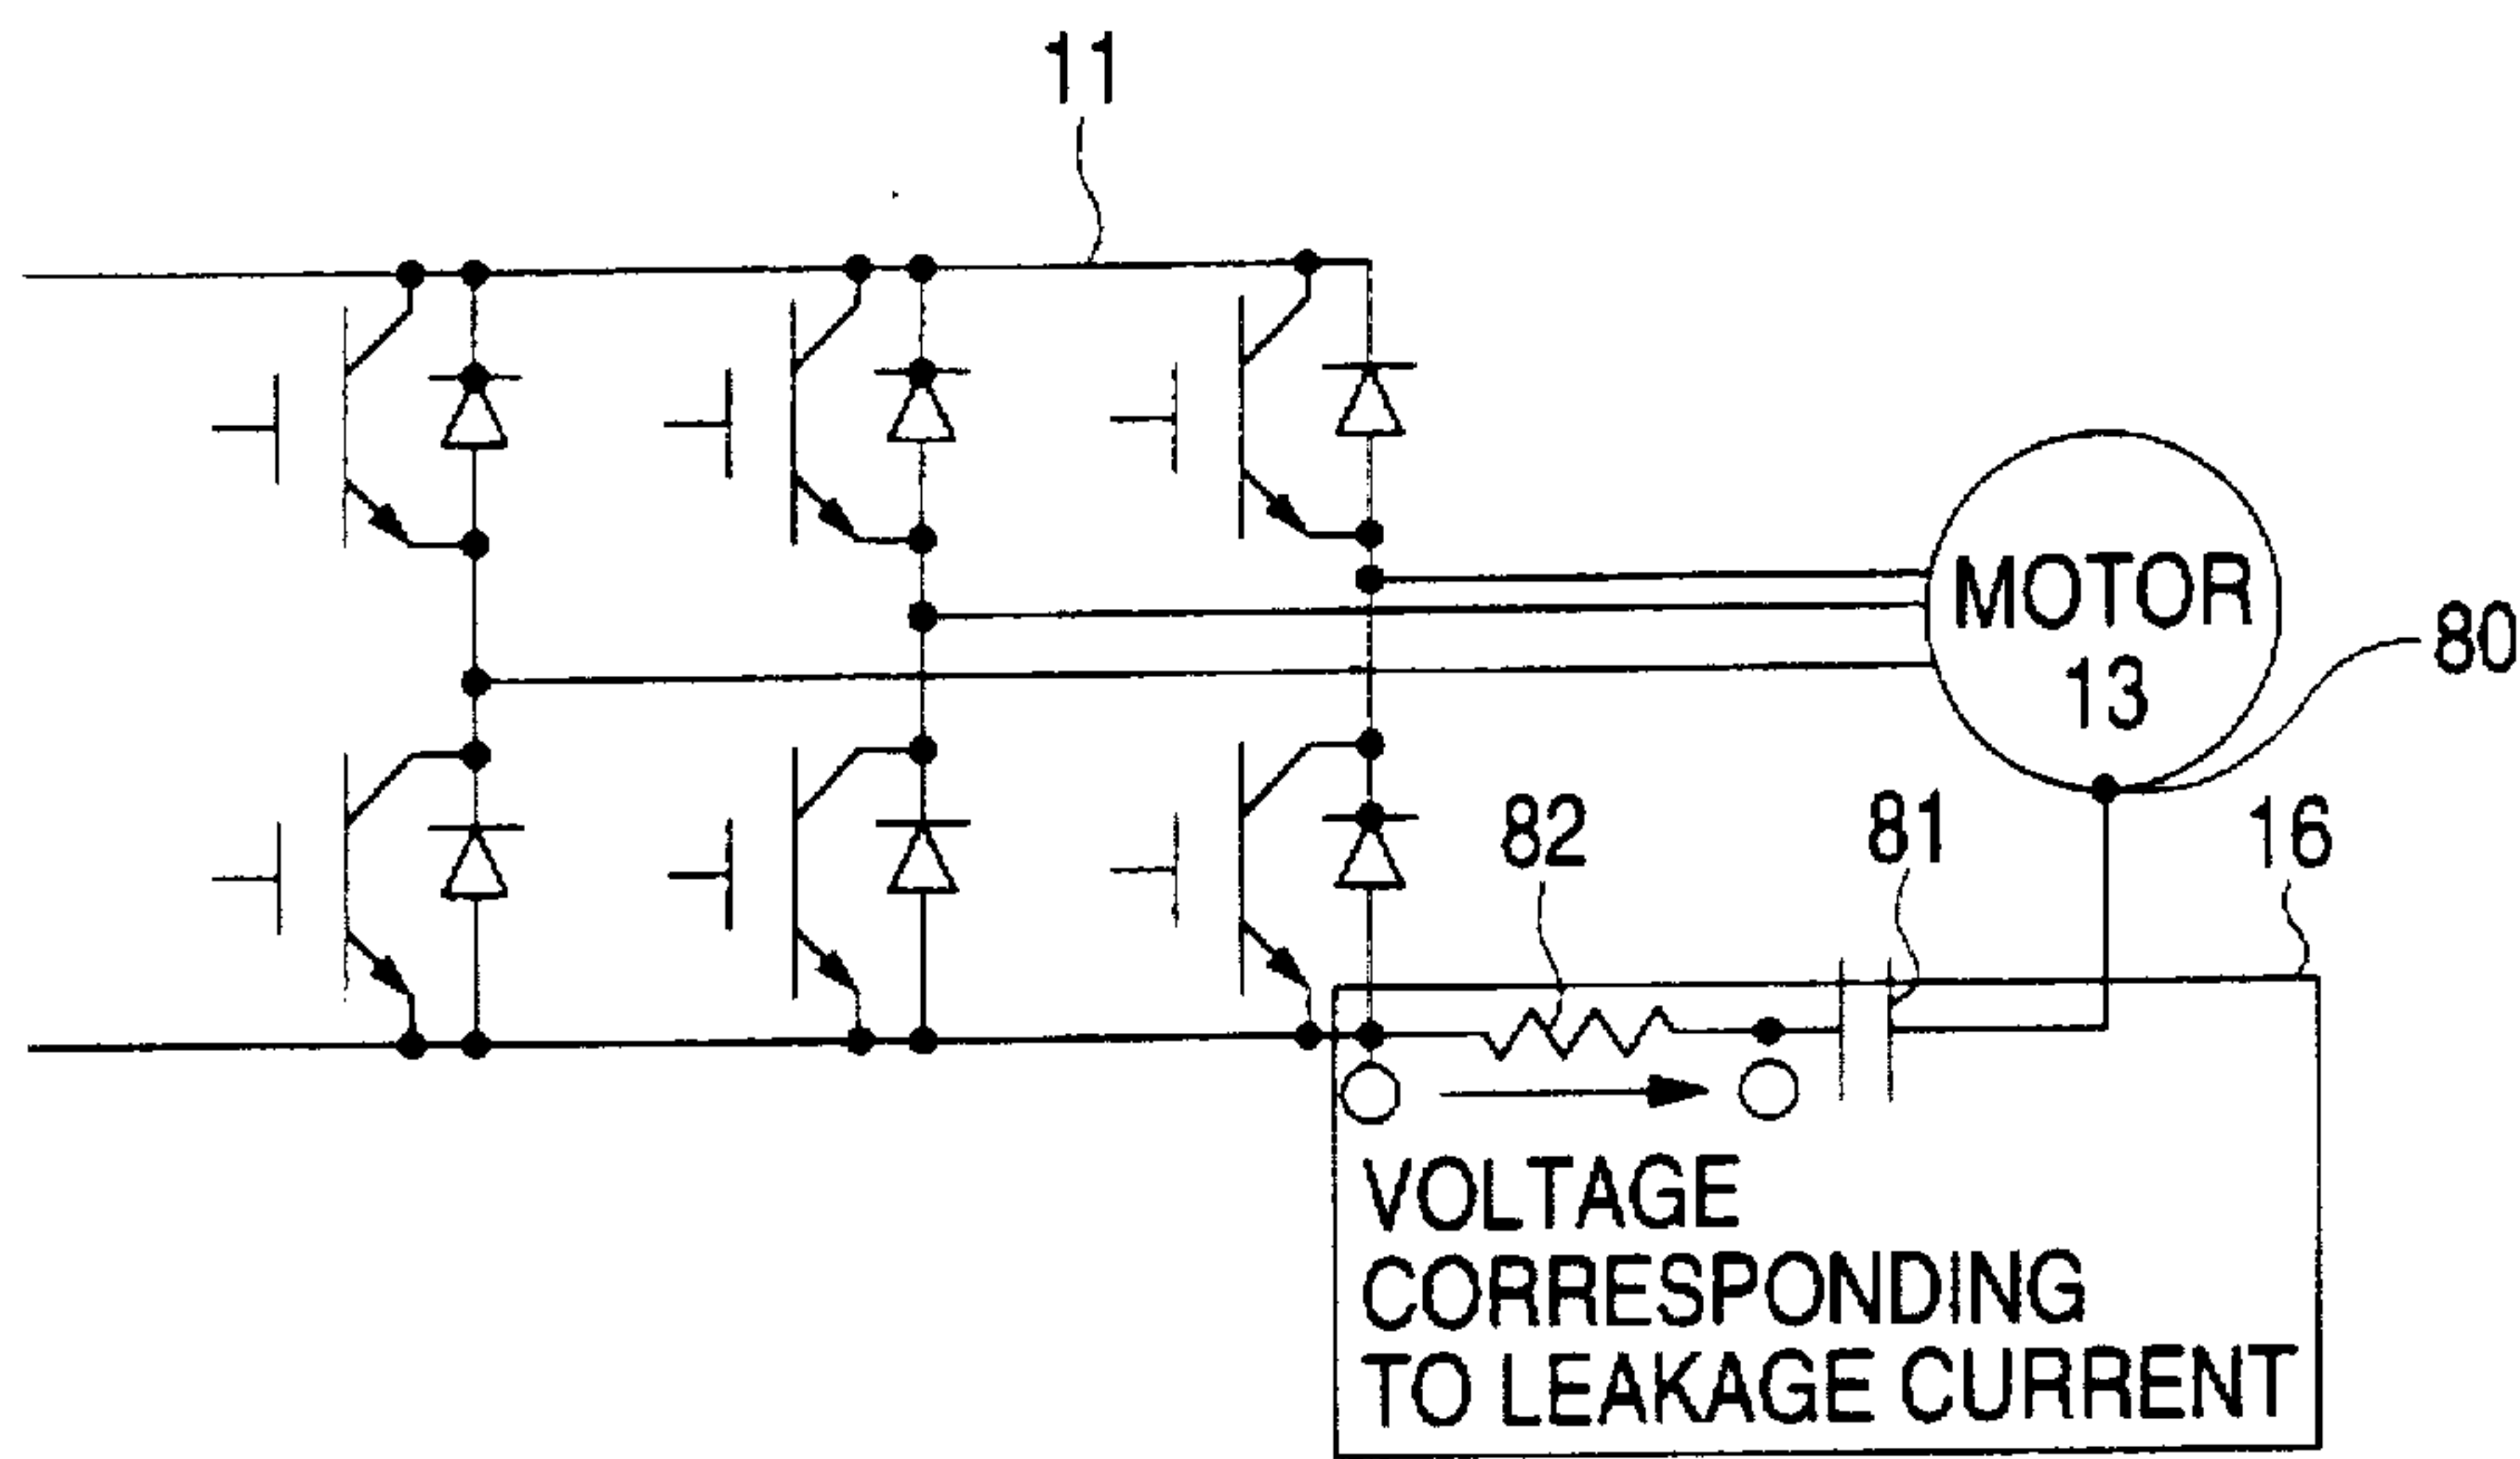 11
MOTOR
13
80
82
81
16
VOLTAGE
CORRESPONDING
TO LEAKAGE CURRENT